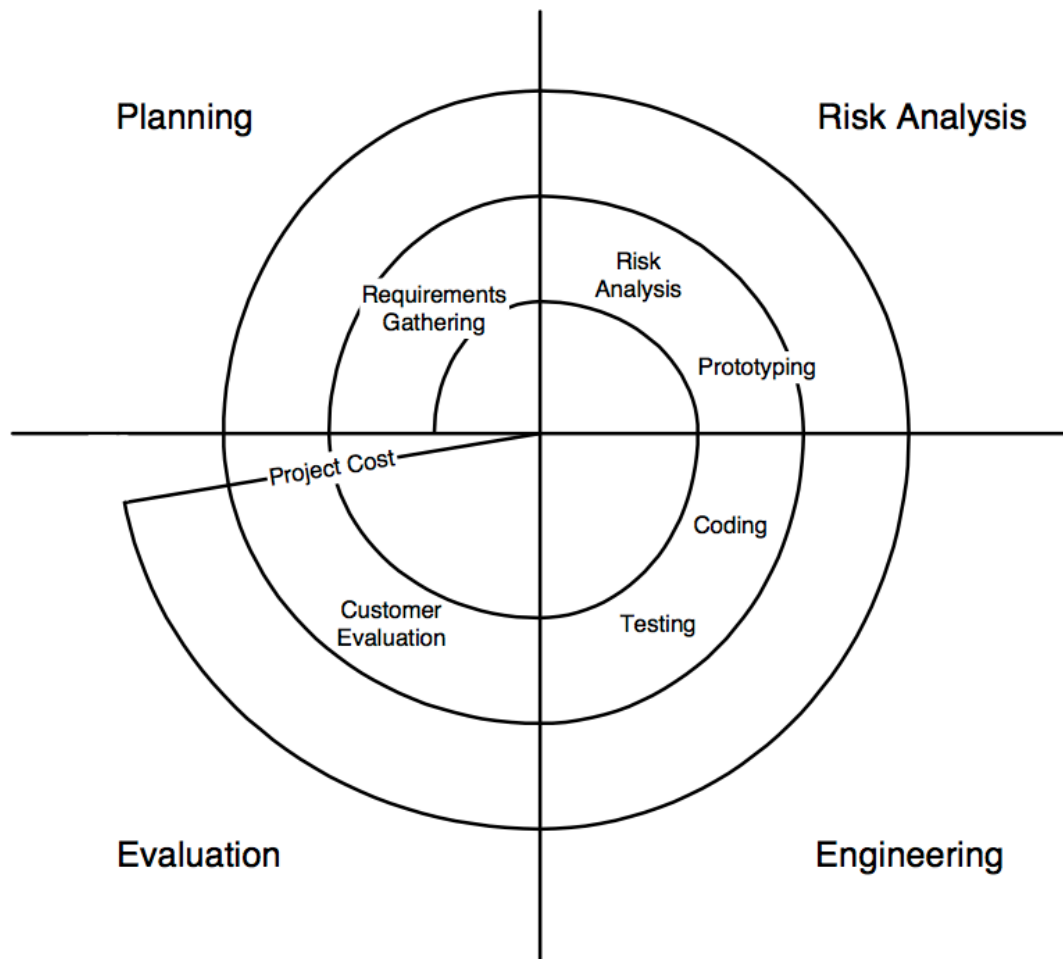 Planning
Risk Analysis
Risk
Analysis
Requirements
Gathering
Prototyping
Project Cost
Coding
Customer
Evaluation
Testing
Evaluation
Engineering